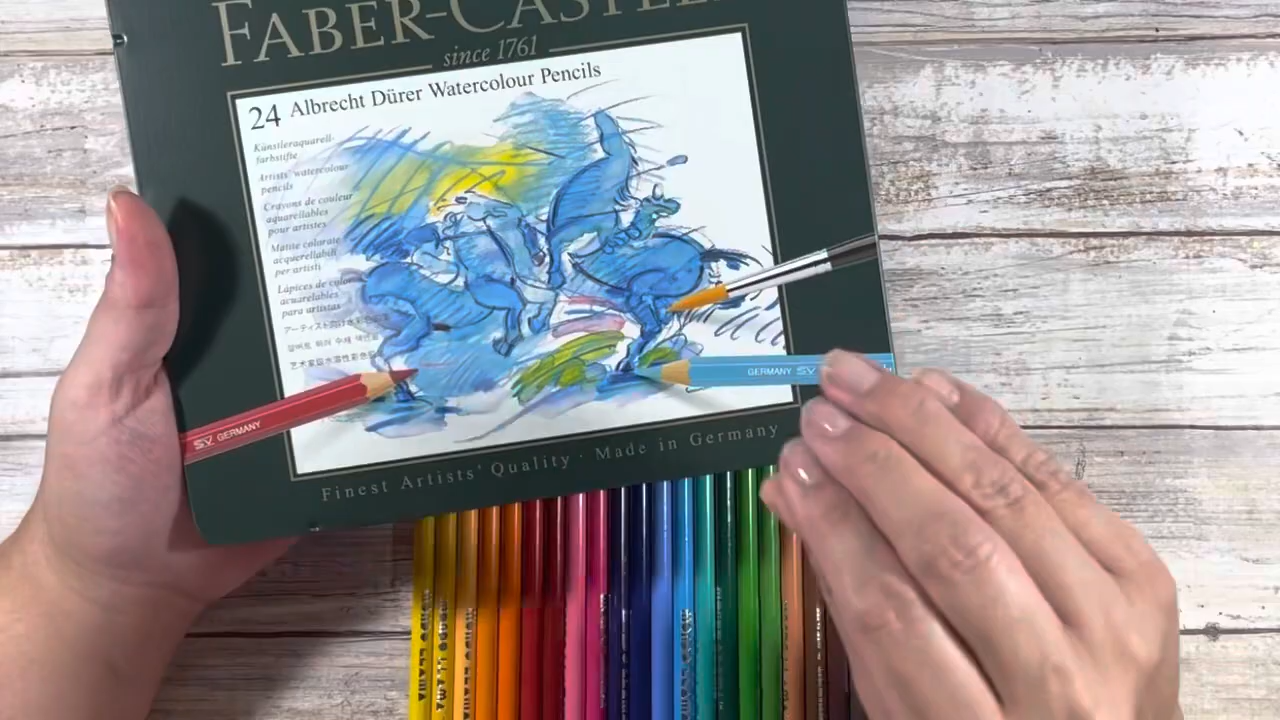 FABER-CASTELL
since 1761
24 Albrecht Dürer Watercolour Pencils
Künstleraquarell-
farbstifte
Artists' watercolour
pencils
Crayons de couleur
aquarellables
pour artistes
Matite colorate
acquerellabili
per artisti
Lápices de color
acuarelables
para artistas
GERMANY
GERMANY
Finest Artists' Quality · Made in Germany